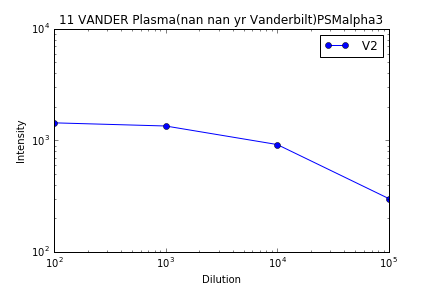 11 VANDER Plasma(nan nan yr Vanderbilt)PSMalpha3
V2
Intensity
10^4
10^3
10^2
10^2 10^3 10^4 10^5
Dilution